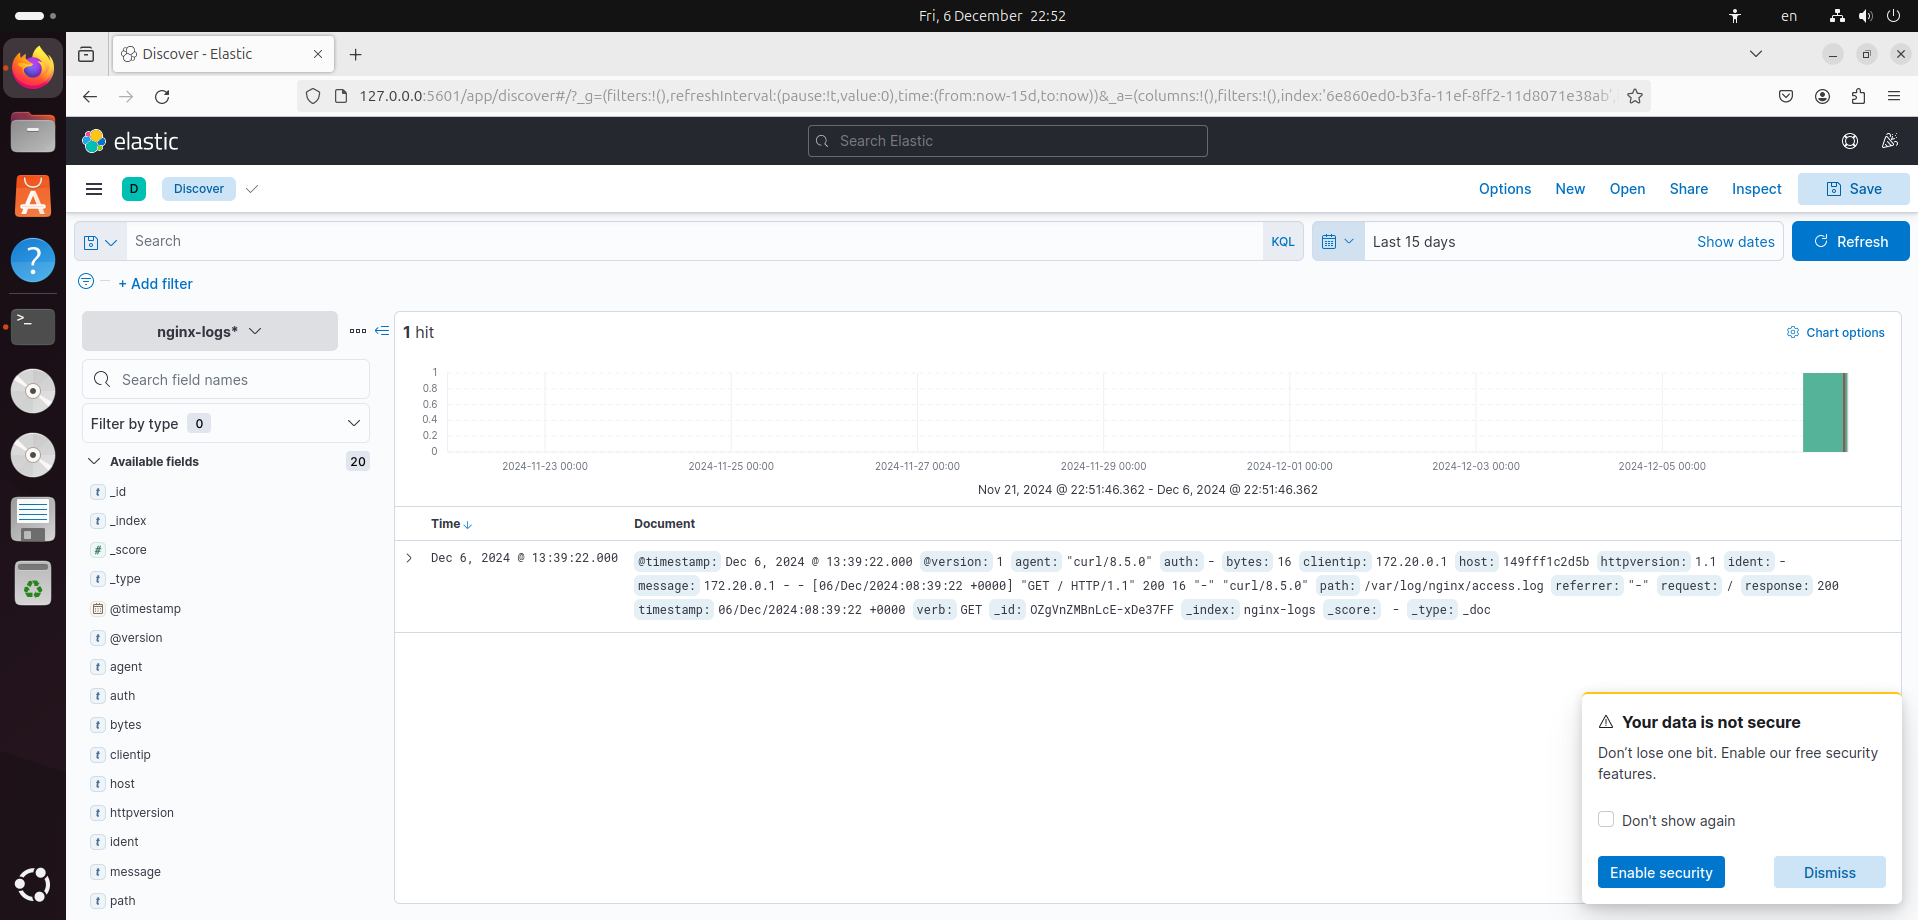 Fri, 6 December 22:52
en
Discover - Elastic
127.0.0.0:5601/app/discover#/?_g=(filters:!(),refreshInterval:(pause:!t,value:0),time:(from:now-15d,to:now))&_a=(columns:!(),filters:!(),index:'6e860ed0-b3fa-11ef-8ff2-11d8071e38ab'
elastic
Search Elastic
D
Discover
Options
New
Open
Share
Inspect
Save
Search
KQL
Last 15 days
Show dates
Refresh
+ Add filter
nginx-logs*
Search field names
Filter by type 0
Available fields 20
t _id
t _index
# _score
t _type
@timestamp
t @version
t agent
t auth
t bytes
t clientip
t host
t httpversion
t ident
t message
t path
1 hit
Chart options
1
0.8
0.6
0.4
0.2
0
2024-11-23 00:00
2024-11-25 00:00
2024-11-27 00:00
2024-11-29 00:00
2024-12-01 00:00
2024-12-03 00:00
2024-12-05 00:00
Nov 21, 2024 @ 22:51:46.362 - Dec 6, 2024 @ 22:51:46.362
Time
Document
Dec 6, 2024 @ 13:39:22.000
@timestamp: Dec 6, 2024 @ 13:39:22.000 @version: 1 agent: "curl/8.5.0" auth: - bytes: 16 clientip: 172.20.0.1 host: 149fff1c2d5b httpversion: 1.1 ident: -
message: 172.20.0.1 - - [06/Dec/2024:08:39:22 +0000] "GET / HTTP/1.1" 200 16 "-" "curl/8.5.0" path: /var/log/nginx/access.log referrer: "-" request: / response: 200
timestamp: 06/Dec/2024:08:39:22 +0000 verb: GET _id: OZgVnZMBnLcE-xDe37FF _index: nginx-logs _score: - _type: _doc
Your data is not secure
Don't lose one bit. Enable our free security
features.
Don't show again
Enable security
Dismiss